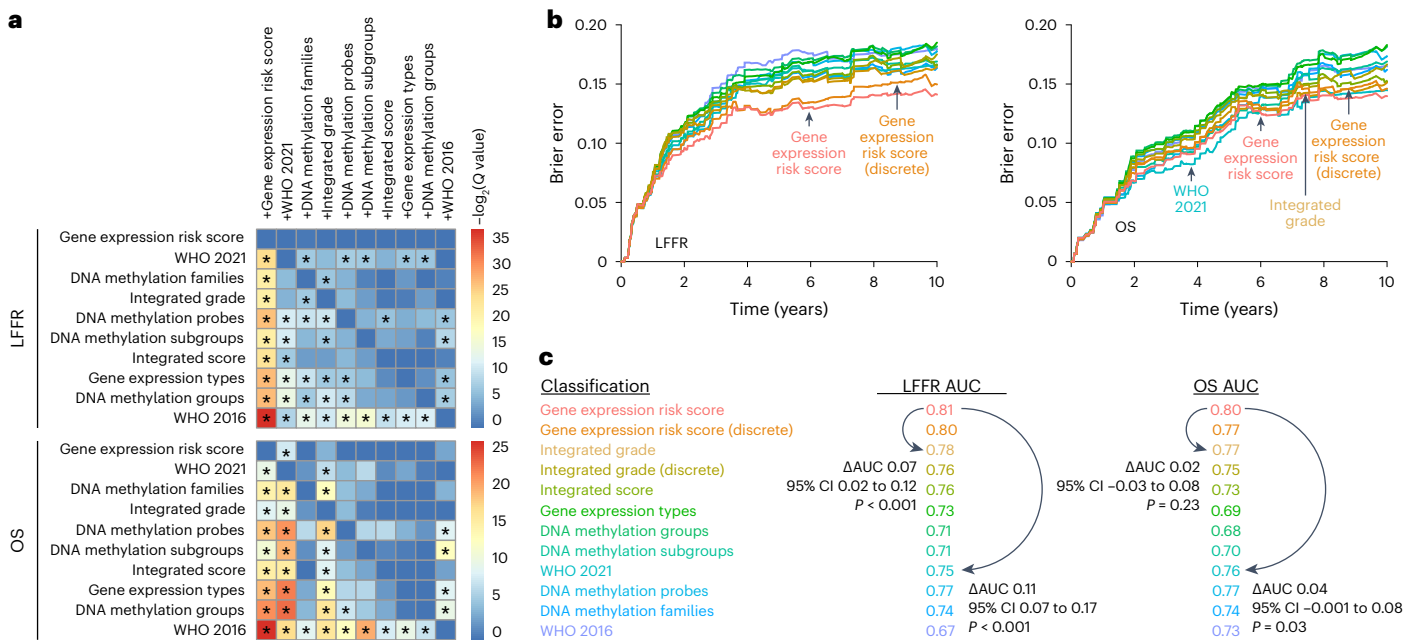 a
+Gene expression risk score
+WHO 2021
+DNA methylation families
+Integrated grade
+DNA methylation probes
+DNA methylation subgroups
+Integrated score
+Gene expression types
+DNA methylation groups
+WHO 2016
−log2(Q value)
LFFR
Gene expression risk score
WHO 2021
DNA methylation families
Integrated grade
DNA methylation probes
DNA methylation subgroups
Integrated score
Gene expression types
DNA methylation groups
WHO 2016
35
30
25
20
15
10
5
0
OS
Gene expression risk score
WHO 2021
DNA methylation families
Integrated grade
DNA methylation probes
DNA methylation subgroups
Integrated score
Gene expression types
DNA methylation groups
WHO 2016
25
20
15
10
5
0
b
Brier error
0.20
0.15
0.10
0.05
0
Gene
expression
risk score
Gene
expression
risk score
(discrete)
LFFR
0 2 4 6 8 10
Time (years)
Brier error
0.20
0.15
0.10
0.05
0
WHO
2021
Gene
expression
risk score
Integrated
grade
Gene
expression
risk score
(discrete)
OS
0 2 4 6 8 10
Time (years)
c
Classification LFFR AUC OS AUC
Gene expression risk score 0.81 0.80
Gene expression risk score (discrete) 0.80 0.77
Integrated grade 0.78 0.77
Integrated grade (discrete) ΔAUC 0.07 0.76 ΔAUC 0.02 0.75
Integrated score 95% CI 0.02 to 0.12 0.76 95% CI −0.03 to 0.08 0.73
Gene expression types P < 0.001 0.73 P = 0.23 0.69
DNA methylation groups 0.71 0.68
DNA methylation subgroups 0.71 0.70
WHO 2021 0.75 0.76
DNA methylation probes 0.77 ΔAUC 0.11 0.77 ΔAUC 0.04
DNA methylation families 0.74 95% CI 0.07 to 0.17 0.74 95% CI −0.001 to 0.08
WHO 2016 0.67 P < 0.001 0.73 P = 0.03